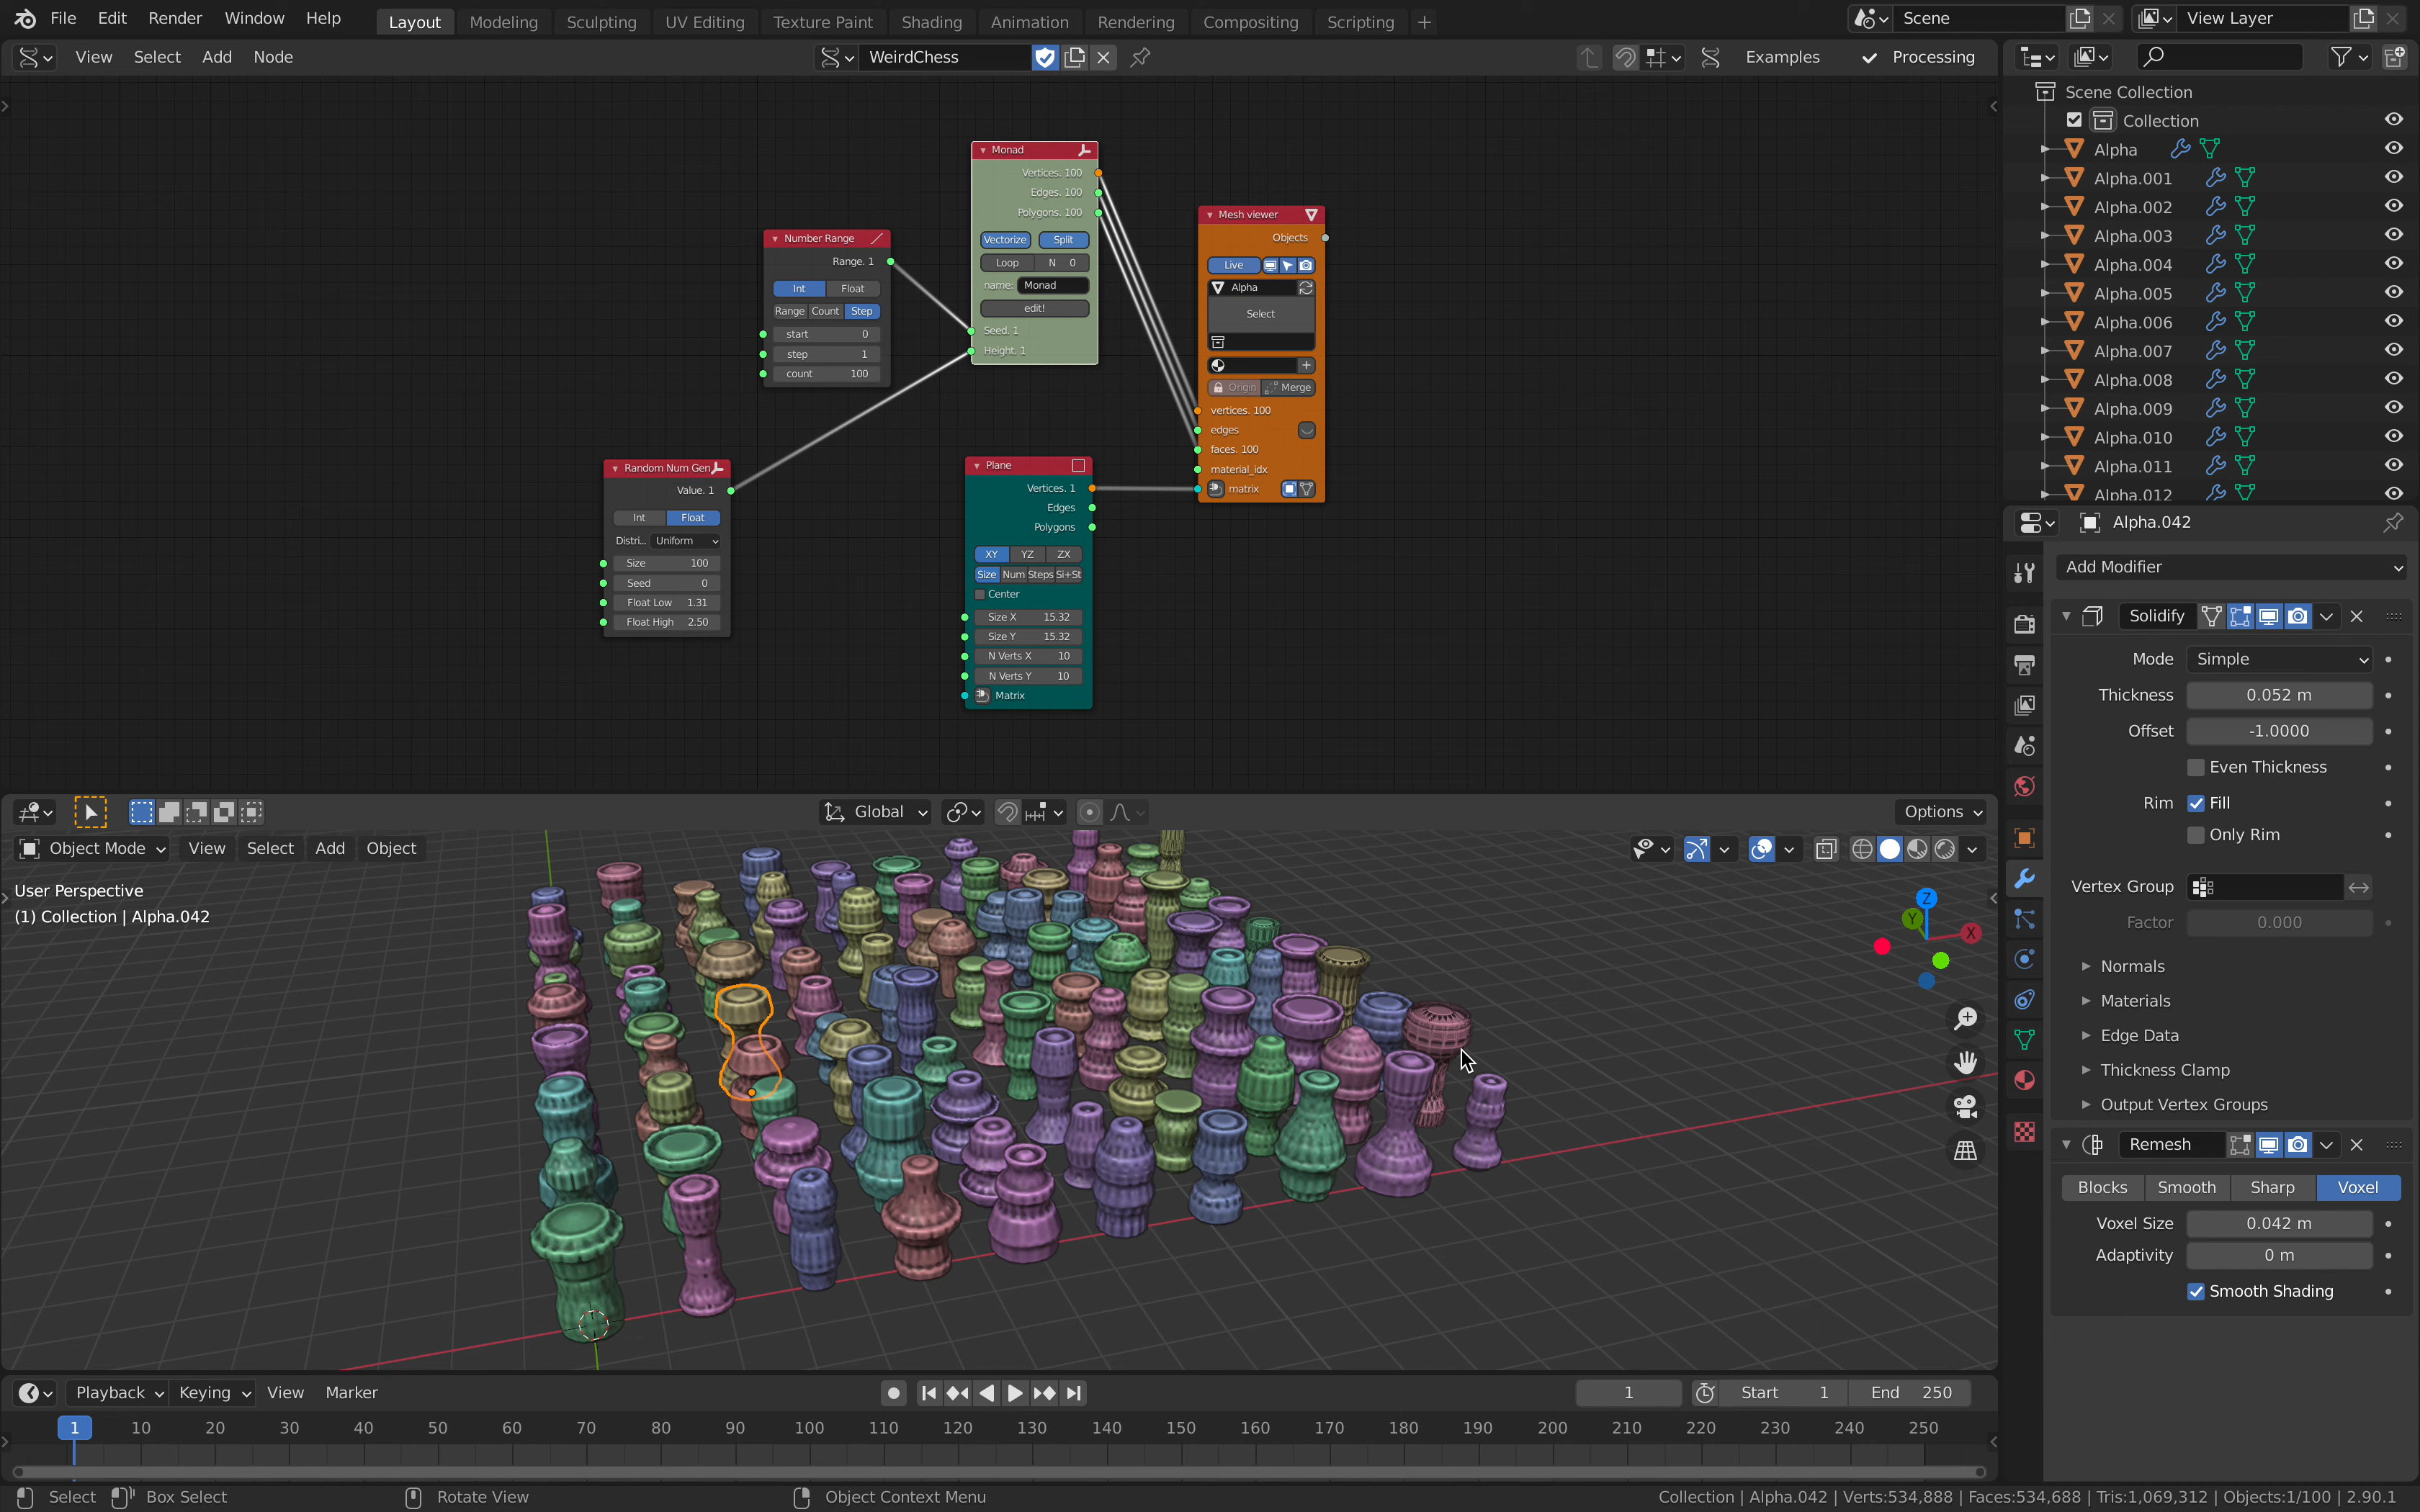 File Edit Render Window Help Layout Modeling Sculpting UV Editing Texture Paint Shading Animation Rendering Compositing Scripting + Scene View Layer
View Select Add Node WeirdChess Examples Processing
Scene Collection
Collection
Alpha
Alpha.001
Alpha.002
Alpha.003
Alpha.004
Alpha.005
Alpha.006
Alpha.007
Alpha.008
Alpha.009
Alpha.010
Alpha.011
Alpha.012
Number Range
Range. 1
Int Float
Range Count Step
start 0
step 1
count 100
Random Num Gen
Value. 1
Int Float
Distri... Uniform
Size 100
Seed 0
Float Low 1.31
Float High 2.50
Monad
Vertices. 100
Edges. 100
Polygons. 100
Vectorize Split
Loop N 0
name: Monad
edit!
Seed. 1
Height. 1
Plane
Vertices. 1
Edges
Polygons
XY YZ ZX
Size Num Steps Si+St
Center
Size X 15.32
Size Y 15.32
N Verts X 10
N Verts Y 10
Matrix
Mesh viewer
Objects
Live
Alpha
Select
Origin Merge
vertices. 100
edges
faces. 100
material_idx
matrix
Alpha.042
Add Modifier
Solidify
Mode Simple
Thickness 0.052 m
Offset -1.0000
Even Thickness
Rim Fill
Only Rim
Vertex Group
Factor 0.000
Normals
Materials
Edge Data
Thickness Clamp
Output Vertex Groups
Remesh
Blocks Smooth Sharp Voxel
Voxel Size 0.042 m
Adaptivity 0 m
Smooth Shading
Global Options
Object Mode View Select Add Object
User Perspective
(1) Collection | Alpha.042
Z
Y
X
Playback Keying View Marker 1 Start 1 End 250
1 10 20 30 40 50 60 70 80 90 100 110 120 130 140 150 160 170 180 190 200 210 220 230 240 250
Select Box Select Rotate View Object Context Menu Collection | Alpha.042 | Verts:534,888 | Faces:534,688 | Tris:1,069,312 | Objects:1/100 | 2.90.1